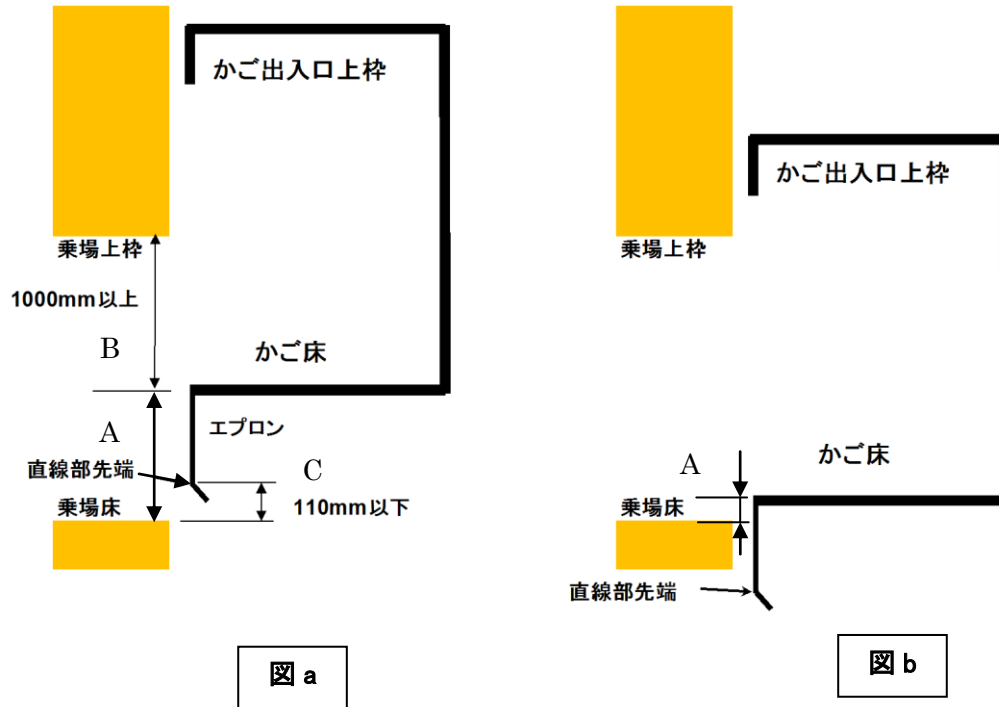 かご出入口上枠
乗場上枠
1000mm以上
B
かご床
A
エプロン
直線部先端
C
乗場床
110mm以下
図 a
かご出入口上枠
乗場上枠
かご床
A
乗場床
直線部先端
図 b